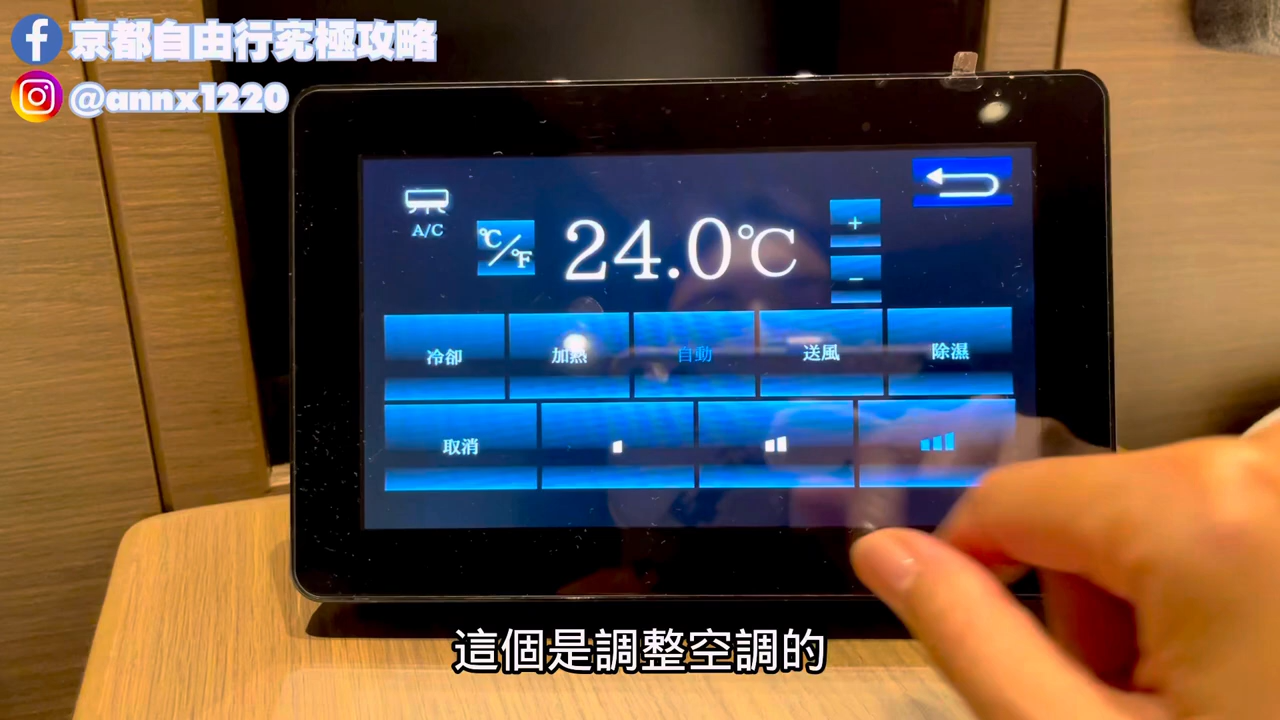 京都自由行究極攻略
@annx1220
A/C
℃/℉
24.0℃
+
−
冷卻
加熱
自動
送風
除濕
取消
這個是調整空調的